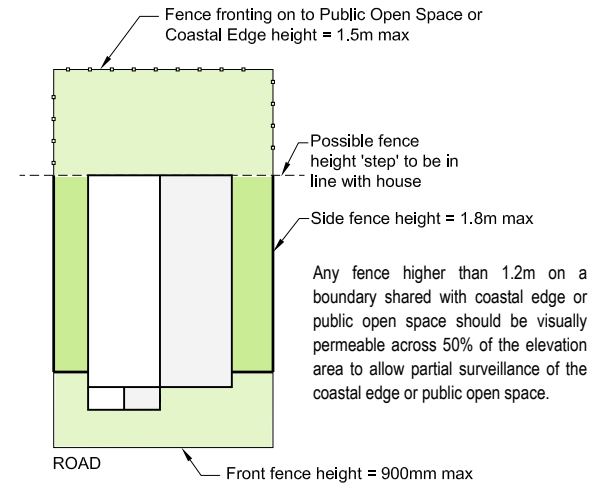 Fence fronting on to Public Open Space or
Coastal Edge height = 1.5m max
Possible fence
height 'step' to be in
line with house
Side fence height = 1.8m max
Any fence higher than 1.2m on a
boundary shared with coastal edge or
public open space should be visually
permeable across 50% of the elevation
area to allow partial surveillance of the
coastal edge or public open space.
ROAD
Front fence height = 900mm max